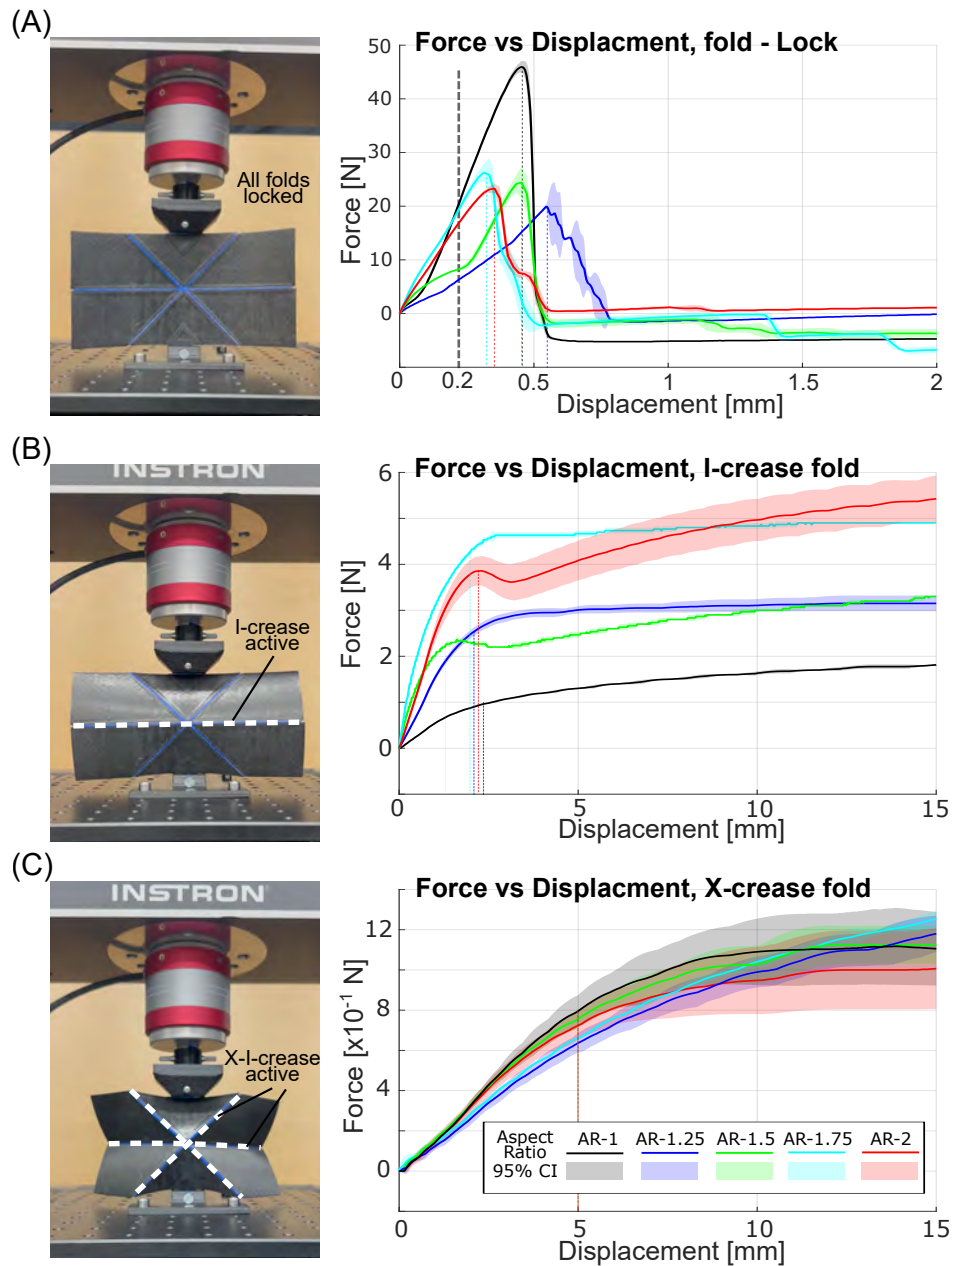 (A)
All folds
locked
Force vs Displacment, fold - Lock
Force [N]
50
40
30
20
10
0
0
0.2
0.5
1
1.5
2
Displacement [mm]
(B)
INSTRON
I-crease
active
Force vs Displacment, I-crease fold
Force [N]
6
4
2
0
0
5
10
15
Displacement [mm]
(C)
INSTRON
X-I-crease
active
Force vs Displacment, X-crease fold
Force [x10⁻¹ N]
12
8
4
0
Aspect
Ratio
AR-1
AR-1.25
AR-1.5
AR-1.75
AR-2
95% CI
0
5
10
15
Displacement [mm]